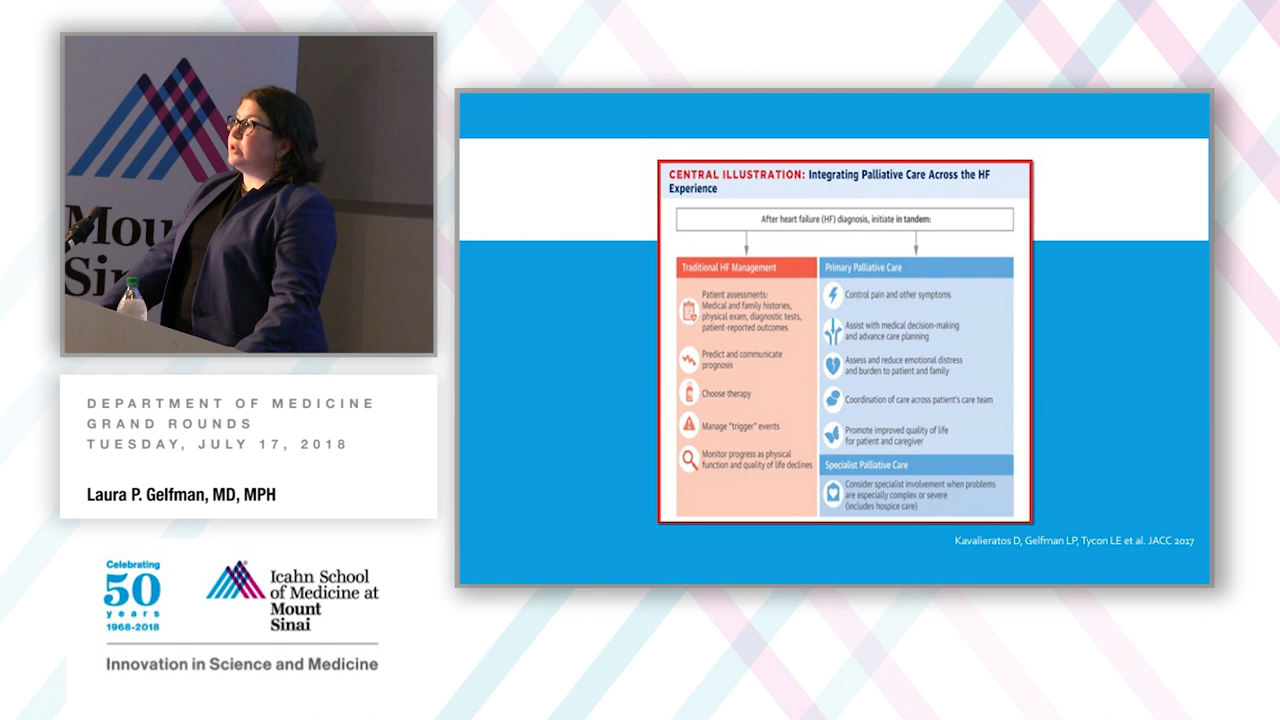 Mou
Sin
DEPARTMENT OF MEDICINE
GRAND ROUNDS
TUESDAY, JULY 17, 2018
Laura P. Gelfman, MD, MPH
Celebrating
50
years
1968-2018
Icahn School
of Medicine at
Mount
Sinai
Innovation in Science and Medicine
CENTRAL ILLUSTRATION: Integrating Palliative Care Across the HF
Experience
After heart failure (HF) diagnosis, initiate in tandem:
Traditional HF Management
Patient assessments:
Medical and family histories,
physical exam, diagnostic tests,
patient-reported outcomes
Predict and communicate
prognosis
Choose therapy
Manage "trigger" events
Monitor progress as physical
function and quality of life declines
Primary Palliative Care
Control pain and other symptoms
Assist with medical decision-making
and advance care planning
Assess and reduce emotional distress
and burden to patient and family
Coordination of care across patient's care team
Promote improved quality of life
for patient and caregiver
Specialist Palliative Care
Consider specialist involvement when problems
are especially complex or severe
(includes hospice care)
Kavalieratos D, Gelfman LP, Tycon LE et al. JACC 2017